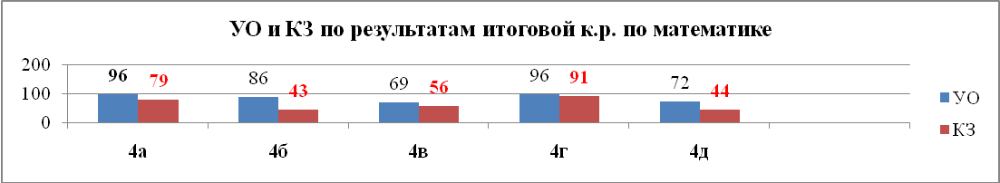 УО и КЗ по результатам итоговой к.р. по математике
200
100
0
96 79 86 43 69 56 96 91 72 44
4а 4б 4в 4г 4д
УО
КЗ